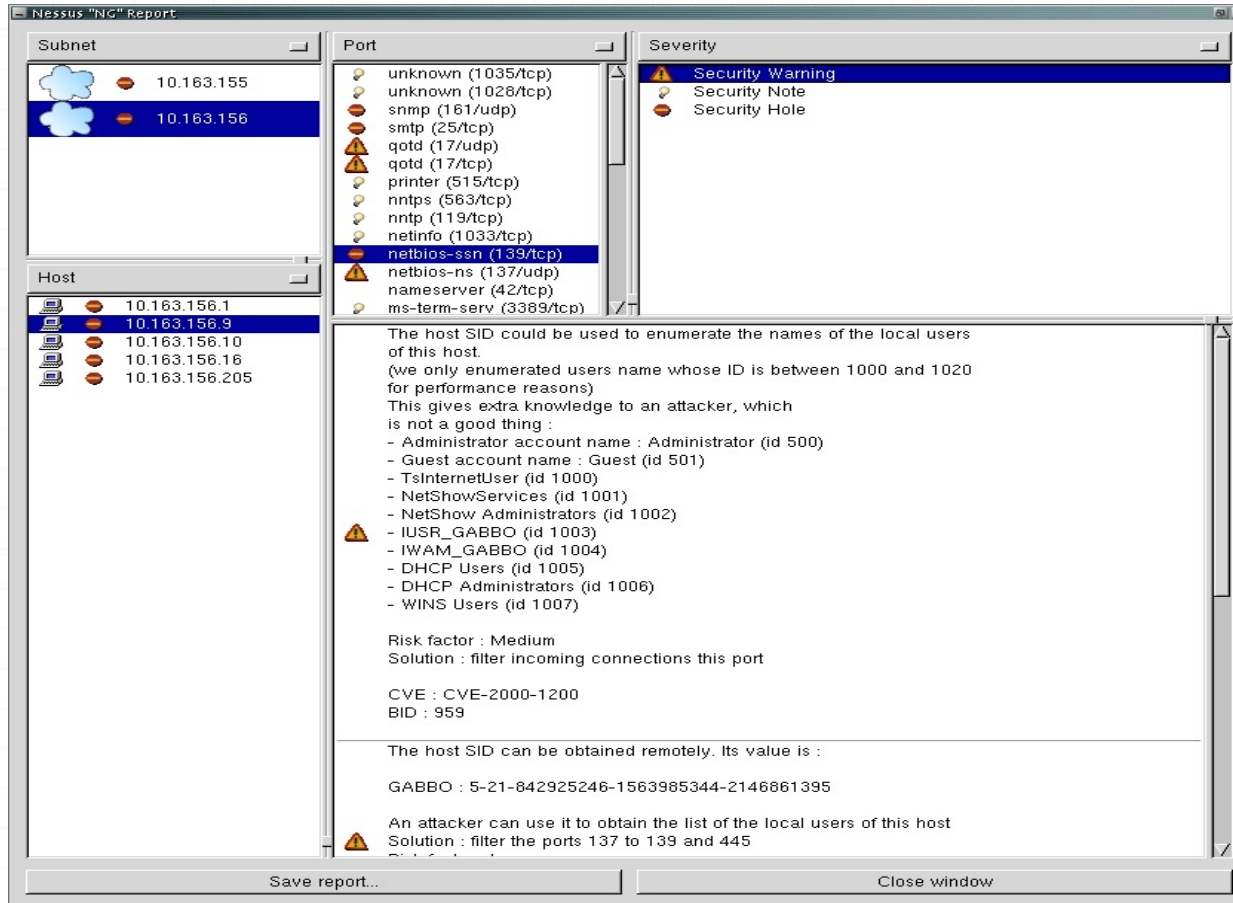 Nessus "NG" Report
Subnet
10.163.155
10.163.156
Host
10.163.156.1
10.163.156.9
10.163.156.10
10.163.156.16
10.163.156.205
Port
unknown (1035/tcp)
unknown (1028/tcp)
snmp (161/udp)
smtp (25/tcp)
qotd (17/udp)
qotd (17/tcp)
printer (515/tcp)
nntps (563/tcp)
nntp (119/tcp)
netinfo (1033/tcp)
netbios-ssn (139/tcp)
netbios-ns (137/udp)
nameserver (42/tcp)
ms-term-serv (3389/tcp)
Severity
Security Warning
Security Note
Security Hole
The host SID could be used to enumerate the names of the local users
of this host.
(we only enumerated users name whose ID is between 1000 and 1020
for performance reasons)
This gives extra knowledge to an attacker, which
is not a good thing :
- Administrator account name : Administrator (id 500)
- Guest account name : Guest (id 501)
- TsInternetUser (id 1000)
- NetShowServices (id 1001)
- NetShow Administrators (id 1002)
- IUSR_GABBO (id 1003)
- IWAM_GABBO (id 1004)
- DHCP Users (id 1005)
- DHCP Administrators (id 1006)
- WINS Users (id 1007)
Risk factor : Medium
Solution : filter incoming connections this port
CVE : CVE-2000-1200
BID : 959
The host SID can be obtained remotely. Its value is :
GABBO : 5-21-842925246-1563985344-2146861395
An attacker can use it to obtain the list of the local users of this host
Solution : filter the ports 137 to 139 and 445
Save report...
Close window